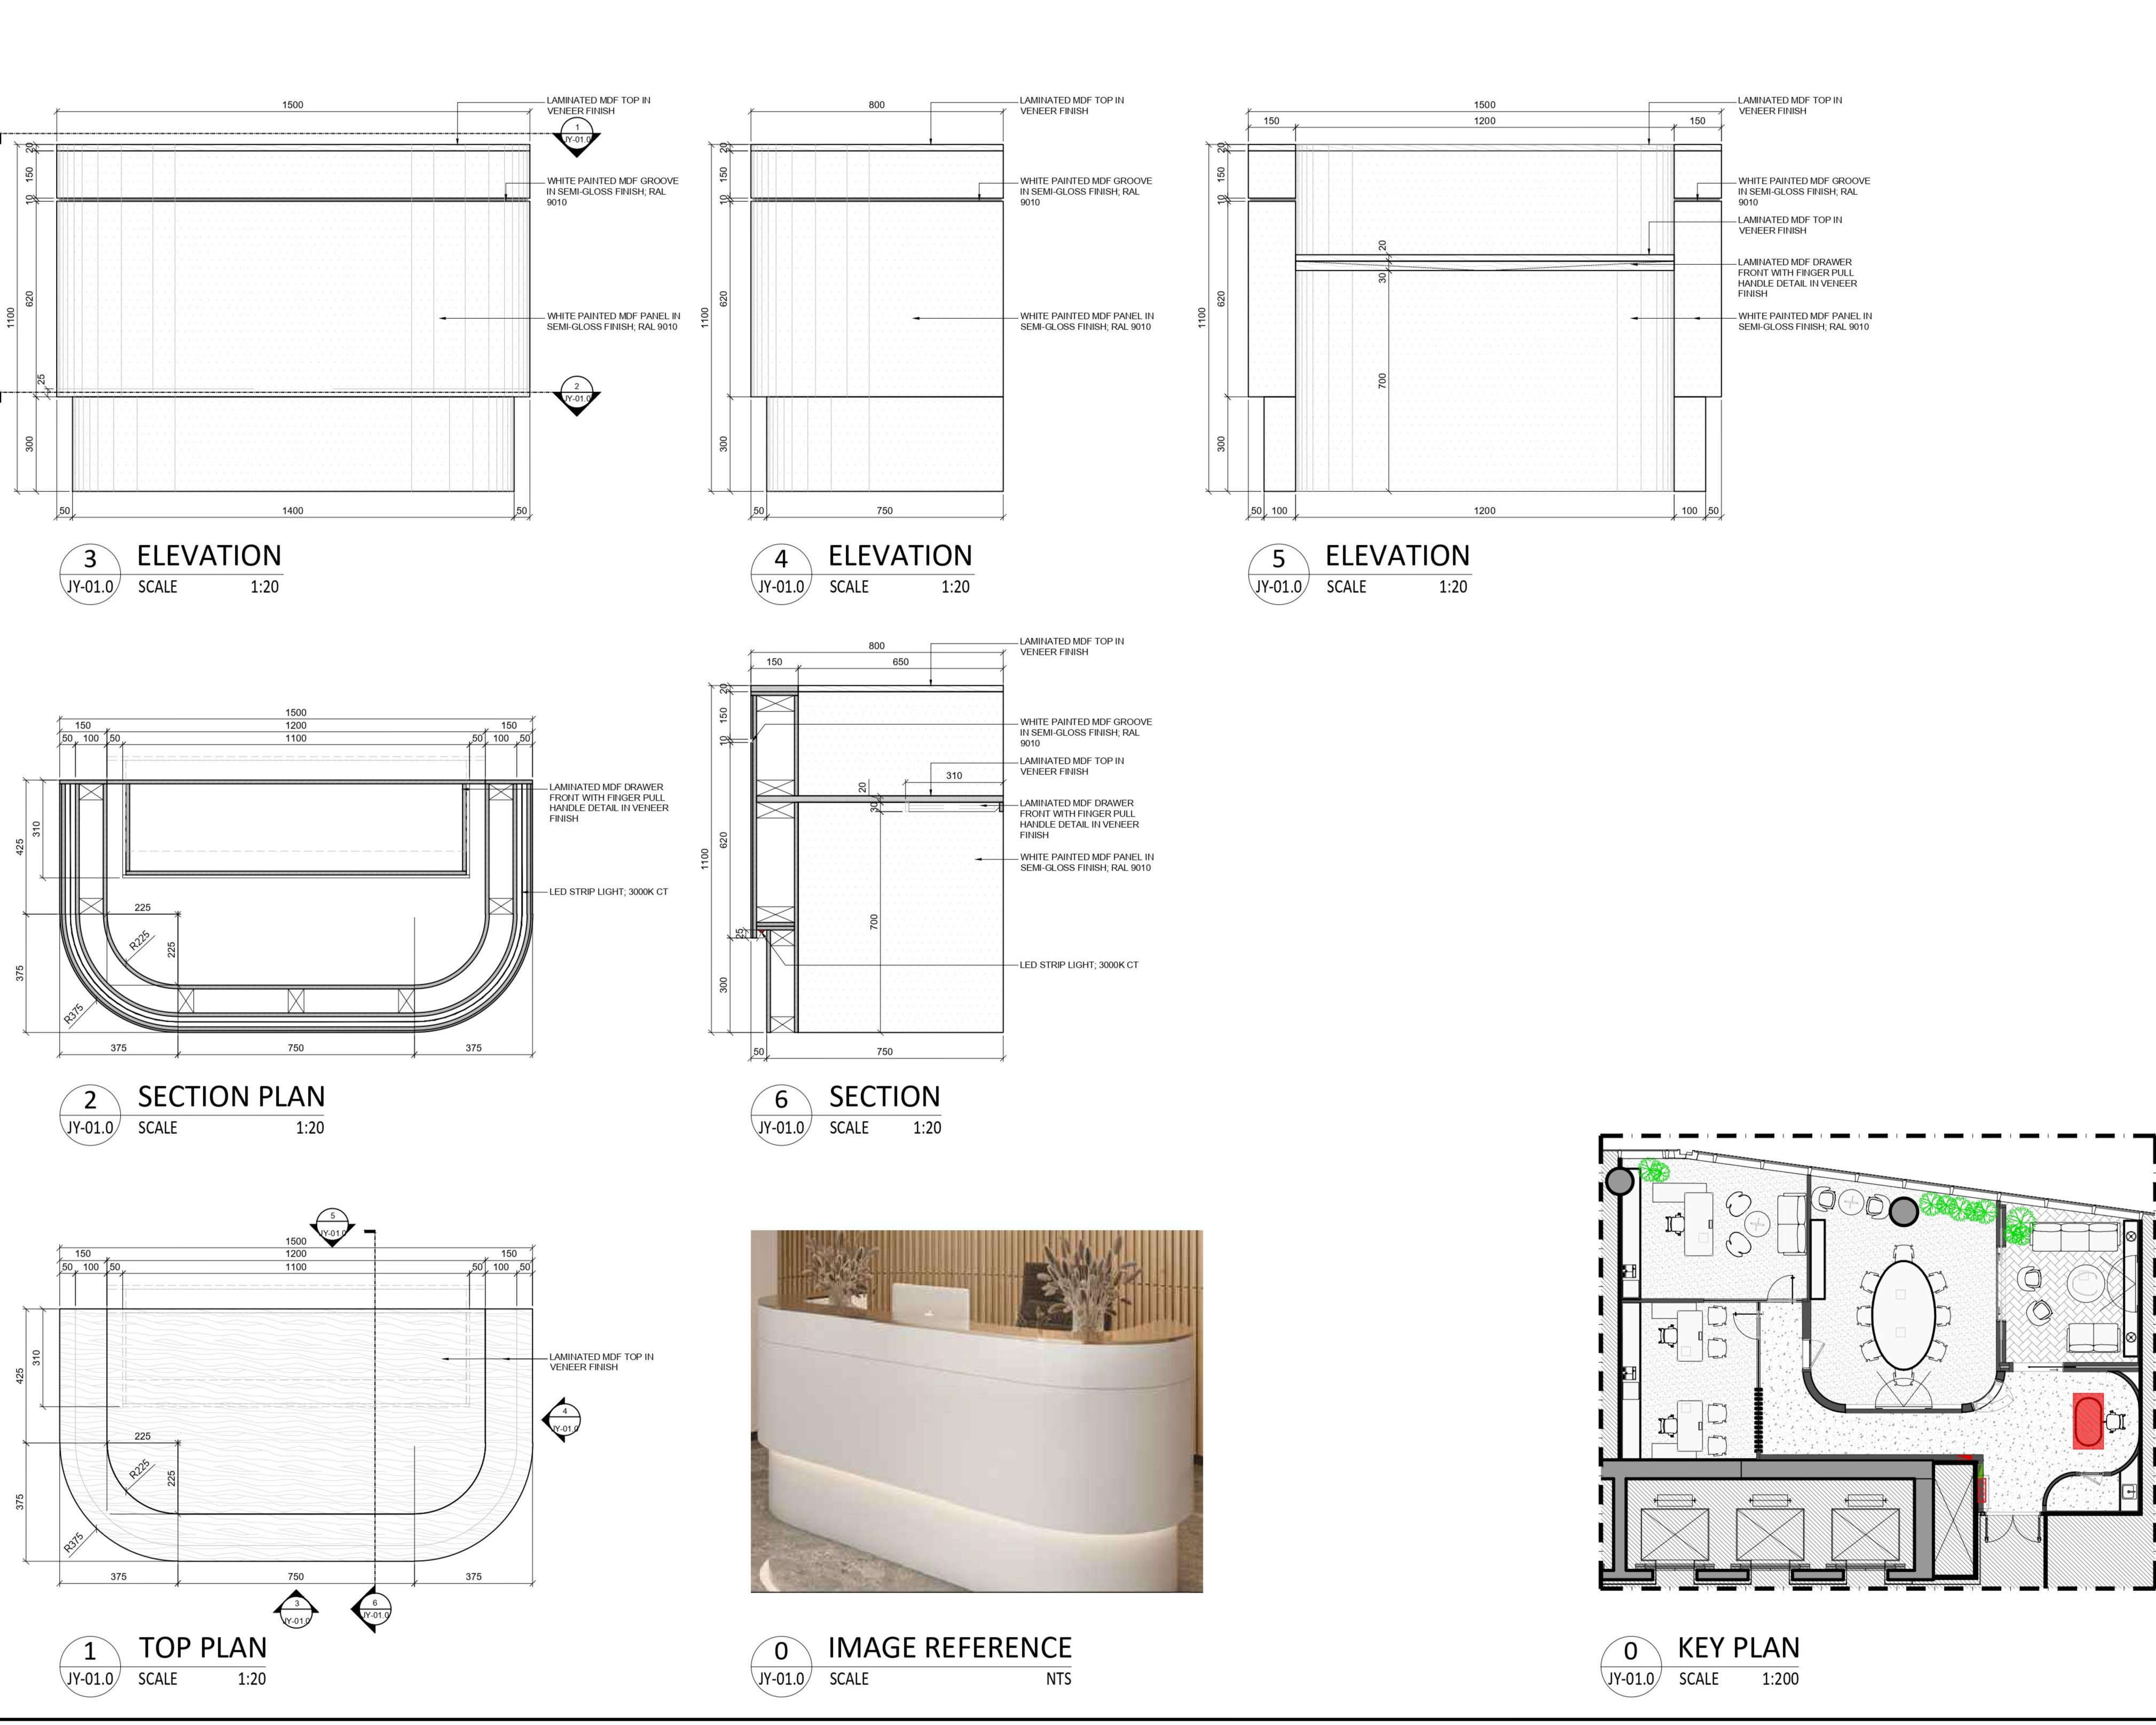 1500
LAMINATED MDF TOP IN
VENEER FINISH
1
JY-01.0
20
150
10
620
1100
25
300
WHITE PAINTED MDF GROOVE
IN SEMI-GLOSS FINISH; RAL
9010
WHITE PAINTED MDF PANEL IN
SEMI-GLOSS FINISH; RAL 9010
2
JY-01.0
50
1400
50
3
JY-01.0
ELEVATION
SCALE 1:20
800
LAMINATED MDF TOP IN
VENEER FINISH
20
150
10
620
1100
300
WHITE PAINTED MDF GROOVE
IN SEMI-GLOSS FINISH; RAL
9010
WHITE PAINTED MDF PANEL IN
SEMI-GLOSS FINISH; RAL 9010
50
750
4
JY-01.0
ELEVATION
SCALE 1:20
1500
150
1200
150
LAMINATED MDF TOP IN
VENEER FINISH
20
150
10
620
1100
300
WHITE PAINTED MDF GROOVE
IN SEMI-GLOSS FINISH; RAL
9010
LAMINATED MDF TOP IN
VENEER FINISH
20
30
700
LAMINATED MDF DRAWER
FRONT WITH FINGER PULL
HANDLE DETAIL IN VENEER
FINISH
WHITE PAINTED MDF PANEL IN
SEMI-GLOSS FINISH; RAL 9010
50
100
1200
100
50
5
JY-01.0
ELEVATION
SCALE 1:20
1500
150
1200
150
50
100
50
1100
50
100
50
LAMINATED MDF DRAWER
FRONT WITH FINGER PULL
HANDLE DETAIL IN VENEER
FINISH
310
425
LED STRIP LIGHT; 3000K CT
225
R225
225
375
R375
375
750
375
2
JY-01.0
SECTION PLAN
SCALE 1:20
800
150
650
LAMINATED MDF TOP IN
VENEER FINISH
20
150
10
620
1100
25
300
WHITE PAINTED MDF GROOVE
IN SEMI-GLOSS FINISH; RAL
9010
LAMINATED MDF TOP IN
VENEER FINISH
310
20
30
700
LAMINATED MDF DRAWER
FRONT WITH FINGER PULL
HANDLE DETAIL IN VENEER
FINISH
WHITE PAINTED MDF PANEL IN
SEMI-GLOSS FINISH; RAL 9010
LED STRIP LIGHT; 3000K CT
50
750
6
JY-01.0
SECTION
SCALE 1:20
5
JY-01.0
1500
150
1200
150
50
100
50
1100
50
100
50
310
425
LAMINATED MDF TOP IN
VENEER FINISH
4
JY-01.0
225
R225
225
375
R375
375
750
375
3
JY-01.0
6
JY-01.0
1
JY-01.0
TOP PLAN
SCALE 1:20
0
JY-01.0
IMAGE REFERENCE
SCALE NTS
0
JY-01.0
KEY PLAN
SCALE 1:200